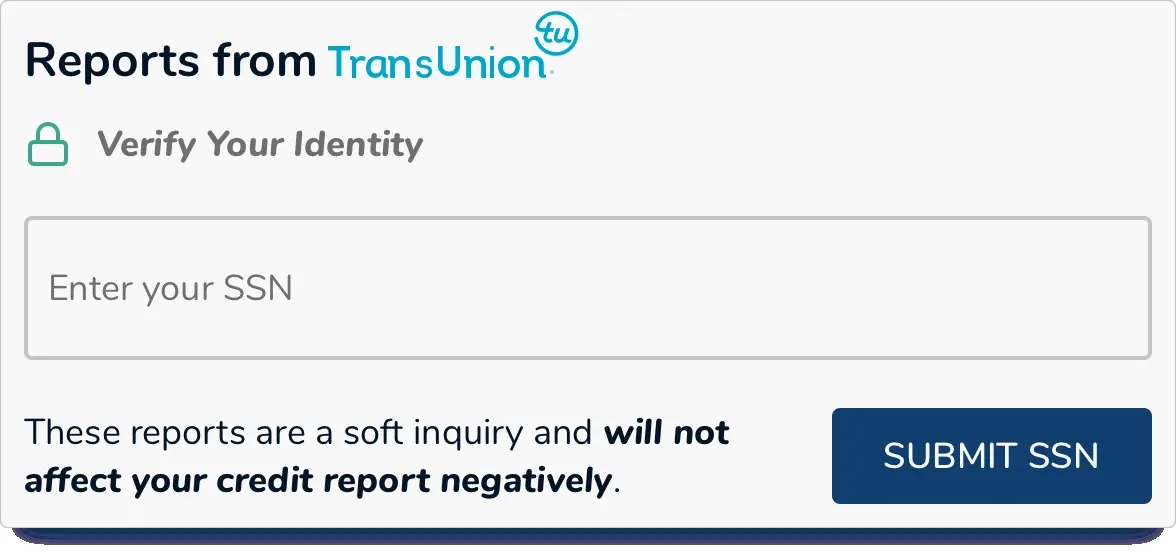 Reports from TransUnion
tu
Verify Your Identity
Enter your SSN
These reports are a soft inquiry and will not
affect your credit report negatively.
SUBMIT SSN